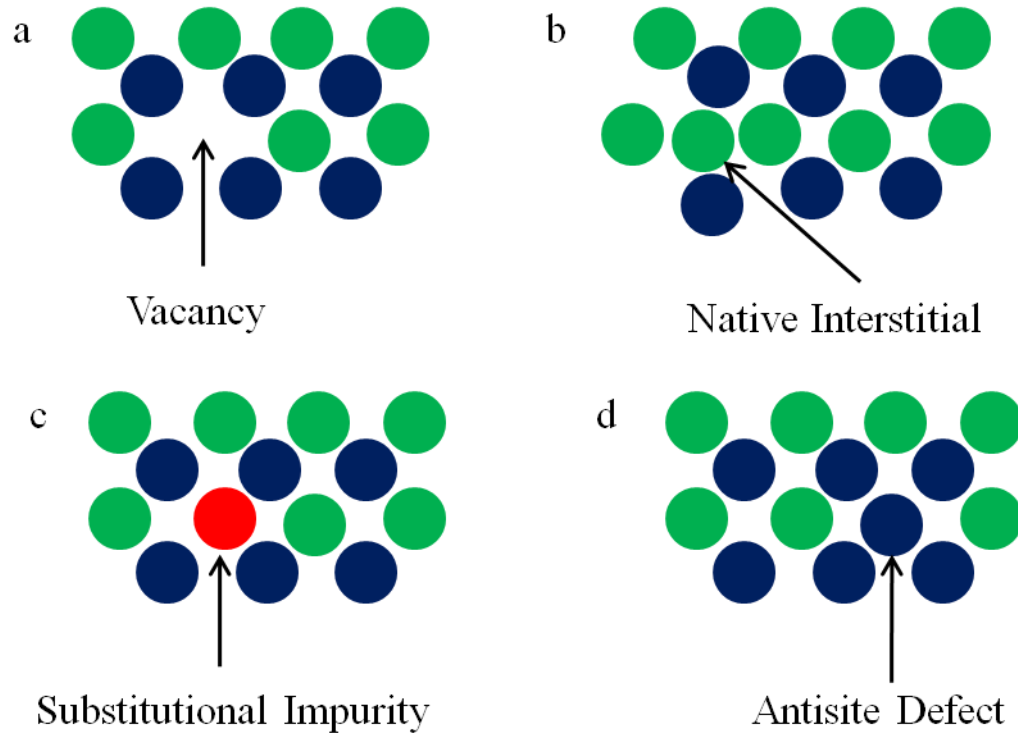 a
b
Vacancy
Native Interstitial
c
d
Substitutional Impurity
Antisite Defect